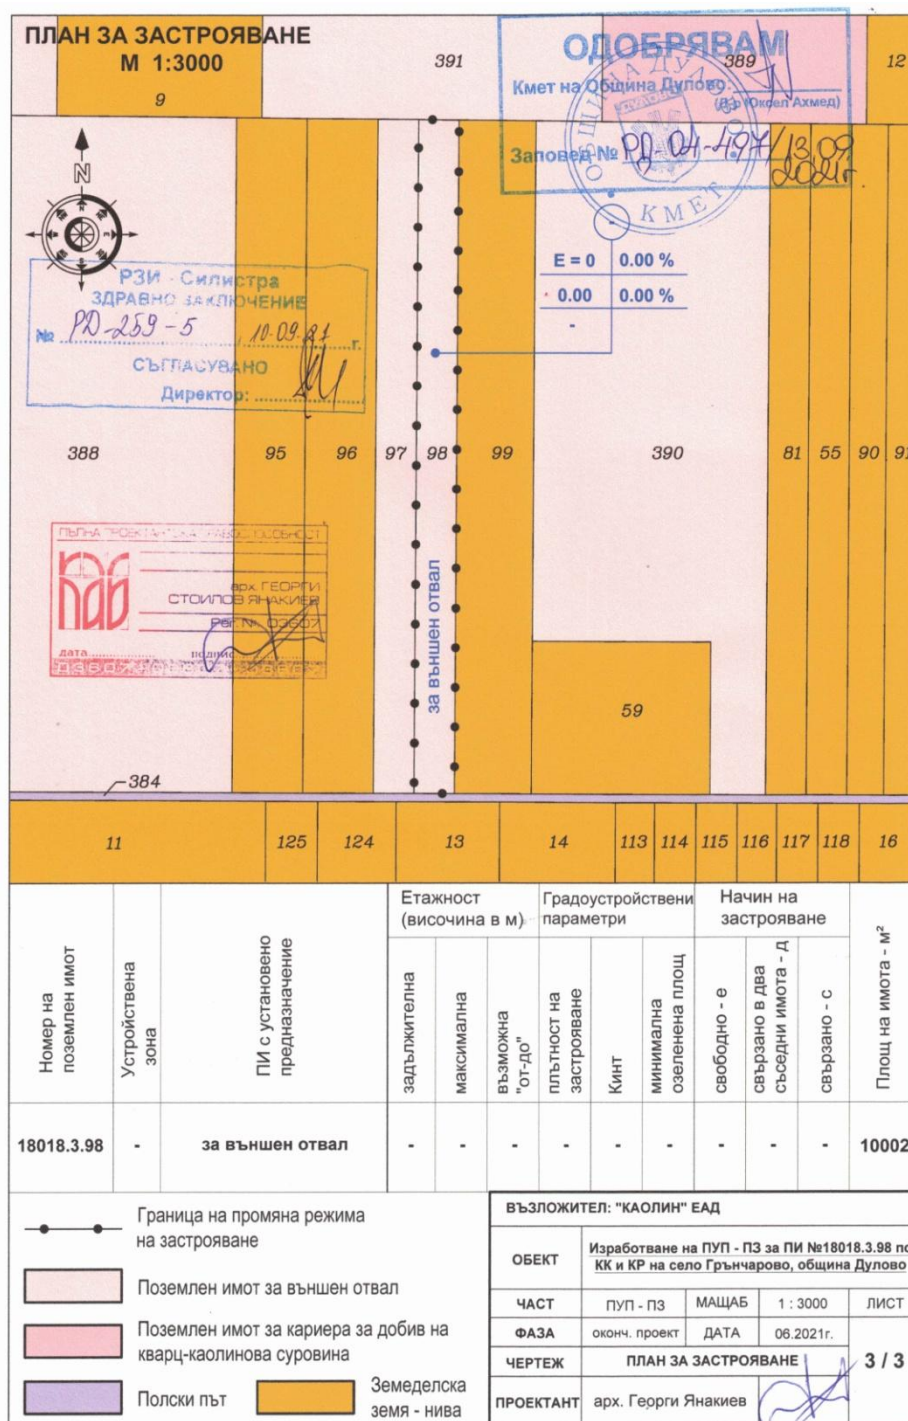 ПЛАН ЗА ЗАСТРОЯВАНЕ
М 1:3000
9
391
389
12
ОДОБРЯВАМ
Кмет на Община Дулово:
(Д-р Юксел Ахмед)
Заповед № РД-04-497/13.09
2021г
ОБЩИНА ДУЛОВО
КМЕТ
N
РЗИ - Силистра
ЗДРАВНО ЗАКЛЮЧЕНИЕ
№ РД-259-5 / 10.09.21 г.
СЪГЛАСУВАНО
Директор:
E = 0 0.00 %
0.00 0.00 %
-
388
95
96
97
98
99
390
81
55
90
91
за външен отвал
ПЪЛНА ПРОЕКТАНТСКА ПРАВОСПОСОБНОСТ
КАБ
арх. ГЕОРГИ
СТОИЛОВ ЯНАКИЕВ
Рег. № 03607
дата
подпис
59
384
11
125
124
13
14
113
114
115
116
117
118
16
Номер на поземлен имот
Устройствена зона
ПИ с установено предназначение
Етажност
(височина в м)
задължителна
максимална
възможна "от-до"
Градоустройствени
параметри
плътност на застрояване
Кинт
минимална озеленена площ
Начин на
застрояване
свободно - е
свързано в два съседни имота - д
свързано - с
Площ на имота - м²
18018.3.98 - за външен отвал - - - - - - - - - 10002
Граница на промяна режима
на застрояване
Поземлен имот за външен отвал
Поземлен имот за кариера за добив на
кварц-каолинова суровина
Полски път
Земеделска
земя - нива
ВЪЗЛОЖИТЕЛ: "КАОЛИН" ЕАД
ОБЕКТ
Изработване на ПУП - ПЗ за ПИ №18018.3.98 по
КК и КР на село Грънчарово, община Дулово
ЧАСТ ПУП - ПЗ МАЩАБ 1 : 3000 ЛИСТ
ФАЗА оконч. проект ДАТА 06.2021г.
ЧЕРТЕЖ ПЛАН ЗА ЗАСТРОЯВАНЕ 3 / 3
ПРОЕКТАНТ арх. Георги Янакиев